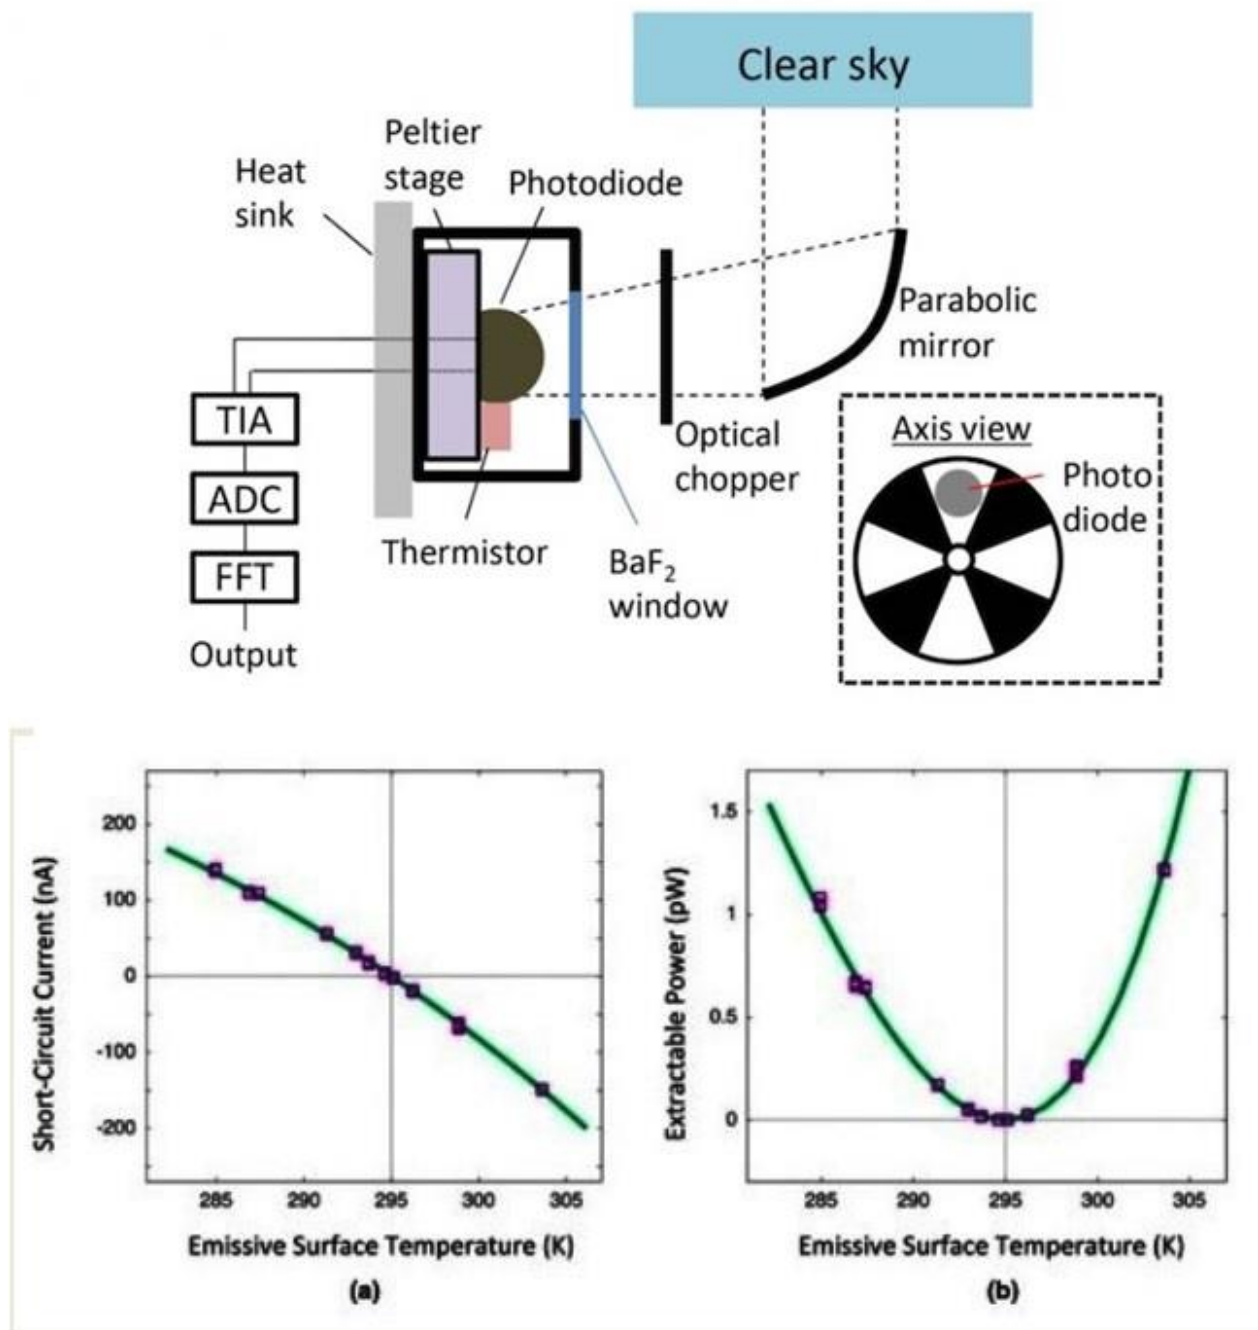 Clear sky
Peltier
stage
Heat
sink
Photodiode
Parabolic
mirror
TIA
ADC
FFT
Output
Thermistor
BaF₂
window
Optical
chopper
Axis view
Photo
diode
Short-Circuit Current (nA)
200
100
0
-100
-200
285 290 295 300 305
Emissive Surface Temperature (K)
(a)
Extractable Power (pW)
1.5
1
0.5
0
285 290 295 300 305
Emissive Surface Temperature (K)
(b)